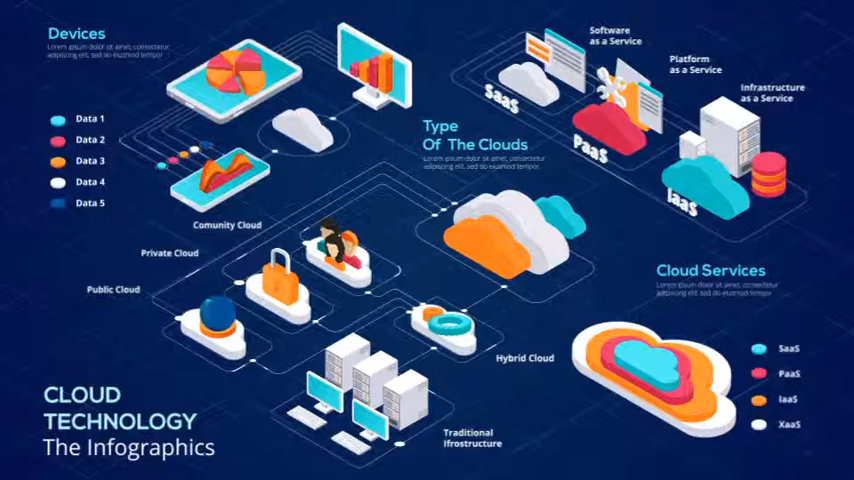 Devices
Lorem ipsum dolor sit amet, consectetur
adipiscing elit, sed do eiusmod tempor
Data 1
Data 2
Data 3
Data 4
Data 5
Software
as a Service
Platform
as a Service
Infrastructure
as a Service
SaaS
PaaS
IaaS
Type
Of The Clouds
Lorem ipsum dolor sit amet, consectetur
adipiscing elit, sed do eiusmod tempor
Comunity Cloud
Private Cloud
Public Cloud
Hybrid Cloud
Traditional
Ifrostructure
Cloud Services
Lorem ipsum dolor sit amet, consectetur
adipiscing elit, sed do eiusmod tempor
SaaS
PaaS
IaaS
XaaS
CLOUD
TECHNOLOGY
The Infographics